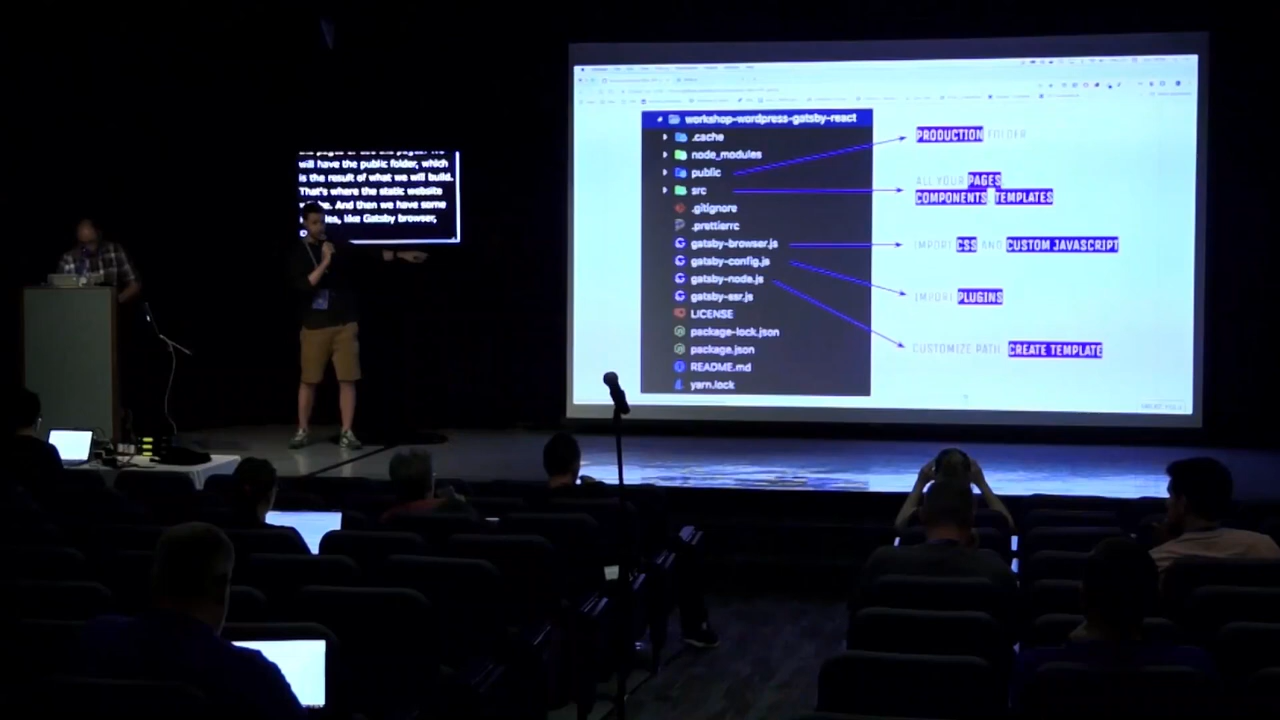 will have the public folder, which
is the result of what we will build.
That's where the static website
And then we have some
like Gatsby browser,
workshop-wordpress-gatsby-react
.cache
node_modules
public
src
.gitignore
.prettierrc
gatsby-browser.js
gatsby-config.js
gatsby-node.js
gatsby-ssr.js
LICENSE
package-lock.json
package.json
README.md
yarn.lock
PRODUCTION FOLDER
ALL YOUR PAGES
COMPONENTS, TEMPLATES
IMPORT CSS AND CUSTOM JAVASCRIPT
IMPORT PLUGINS
CUSTOMIZE PATH, CREATE TEMPLATE